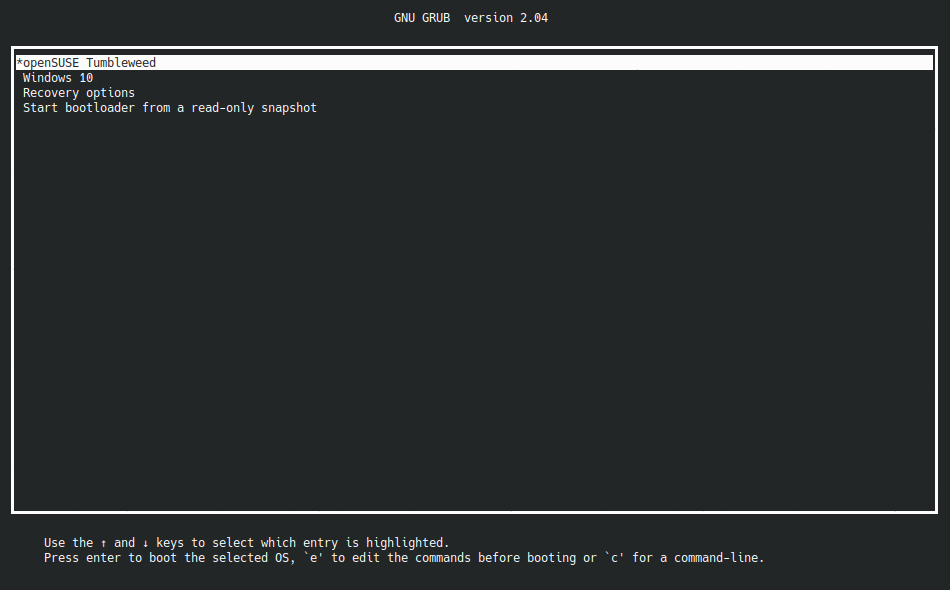 GNU GRUB  version 2.04
*openSUSE Tumbleweed
Windows 10
Recovery options
Start bootloader from a read-only snapshot
Use the ↑ and ↓ keys to select which entry is highlighted.
Press enter to boot the selected OS, `e' to edit the commands before booting or `c' for a command-line.